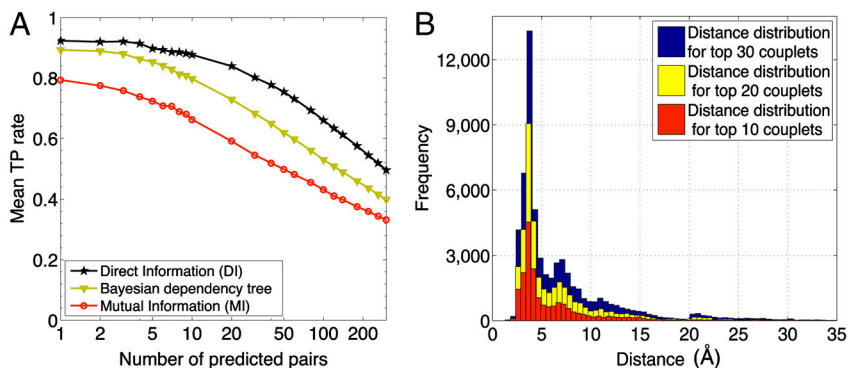 A
Mean TP rate
1
0.8
0.6
0.4
0.2
0
Direct Information (DI)
Bayesian dependency tree
Mutual Information (MI)
1 2 5 10 20 50 100 200
Number of predicted pairs
B
Frequency
12,000
9,000
6,000
3,000
0
Distance distribution
for top 30 couplets
Distance distribution
for top 20 couplets
Distance distribution
for top 10 couplets
0 5 10 15 20 25 30
Distance (Å)